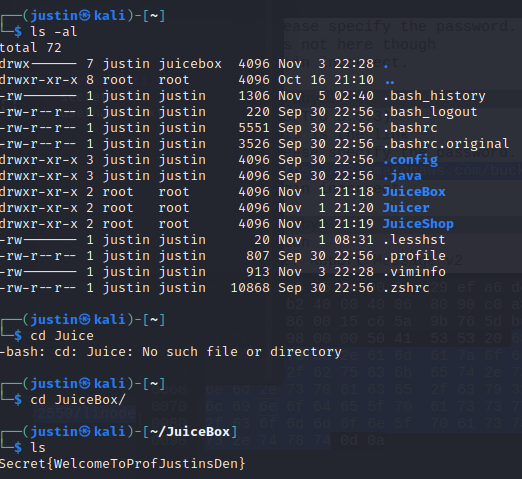 ┌──(justin㉿kali)-[~]
└─$ ls -al
total 72
drwx------ 7 justin juicebox 4096 Nov 3 22:28 .
drwxr-xr-x 8 root root 4096 Oct 16 21:10 ..
-rw------- 1 justin justin 1306 Nov 5 02:40 .bash_history
-rw-r--r-- 1 justin justin 220 Sep 30 22:56 .bash_logout
-rw-r--r-- 1 justin justin 5551 Sep 30 22:56 .bashrc
-rw-r--r-- 1 justin justin 3526 Sep 30 22:56 .bashrc.original
drwxr-xr-x 3 justin justin 4096 Sep 30 22:56 .config
drwxr-xr-x 3 justin justin 4096 Sep 30 22:56 .java
drwxr-xr-x 2 root root 4096 Nov 1 21:18 JuiceBox
drwxr-xr-x 2 root root 4096 Nov 1 21:20 Juicer
drwxr-xr-x 2 root root 4096 Nov 1 21:19 JuiceShop
-rw------- 1 justin justin 20 Nov 1 08:31 .lesshst
-rw-r--r-- 1 justin justin 807 Sep 30 22:56 .profile
-rw------- 1 justin justin 913 Nov 3 22:28 .viminfo
-rw-r--r-- 1 justin justin 10868 Sep 30 22:56 .zshrc
┌──(justin㉿kali)-[~]
└─$ cd Juice
-bash: cd: Juice: No such file or directory
┌──(justin㉿kali)-[~]
└─$ cd JuiceBox/
┌──(justin㉿kali)-[~/JuiceBox]
└─$ ls
Secret{WelcomeToProfJustinsDen}